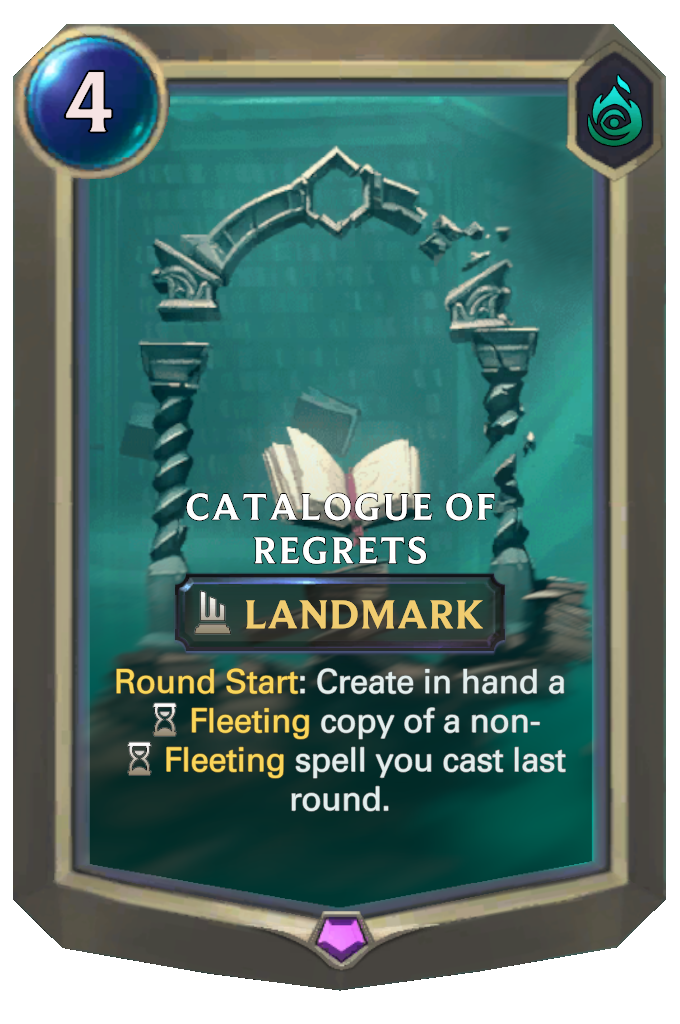 4
CATALOGUE OF
REGRETS
LANDMARK
Round Start: Create in hand a
Fleeting copy of a non-
Fleeting spell you cast last
round.